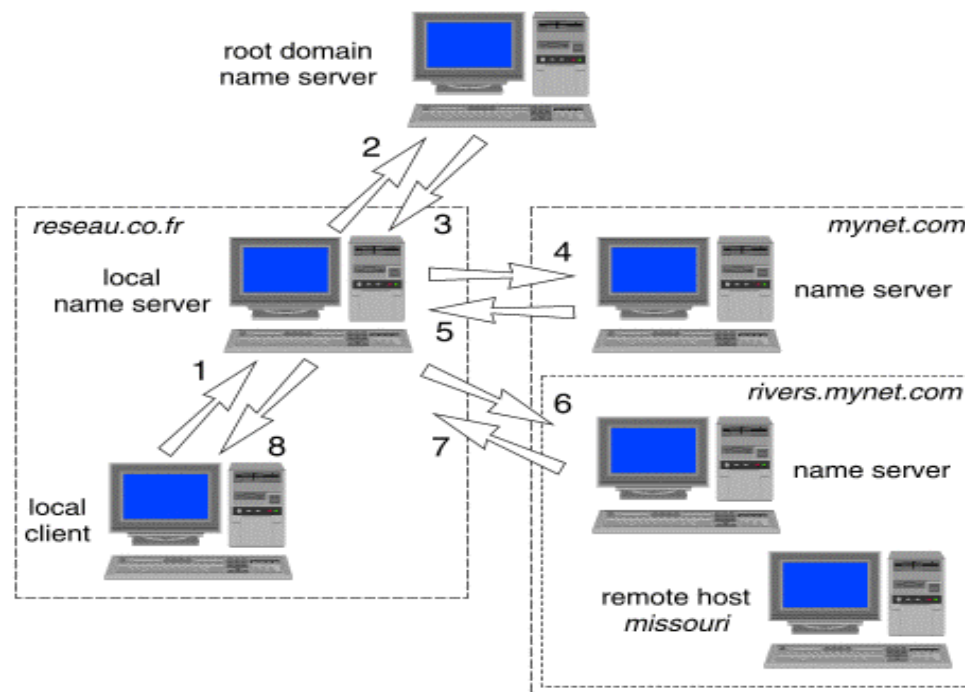 root domain
name server
2
3
reseau.co.fr
mynet.com
local
name server
4
name server
5
1
rivers.mynet.com
6
7
8
name server
local
client
remote host
missouri